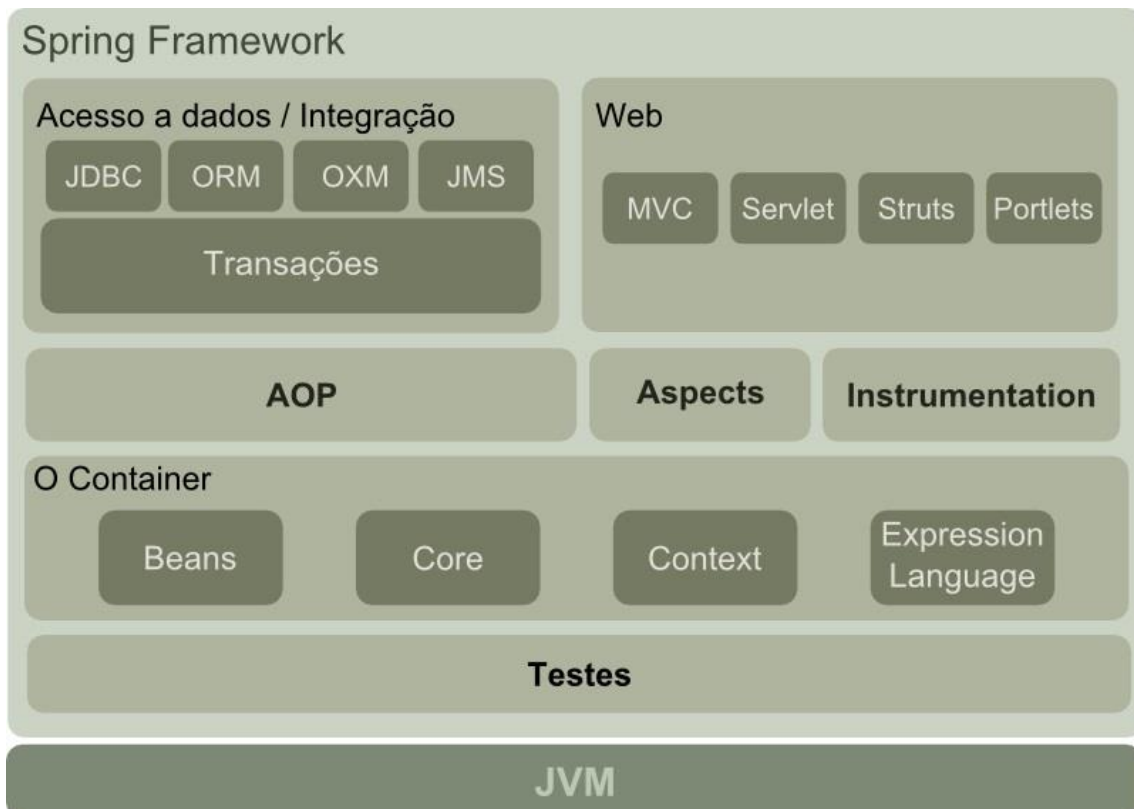 Spring Framework
Acesso a dados / Integração
JDBC
ORM
OXM
JMS
Transações
Web
MVC
Servlet
Struts
Portlets
AOP
Aspects
Instrumentation
O Container
Beans
Core
Context
Expression
Language
Testes
JVM